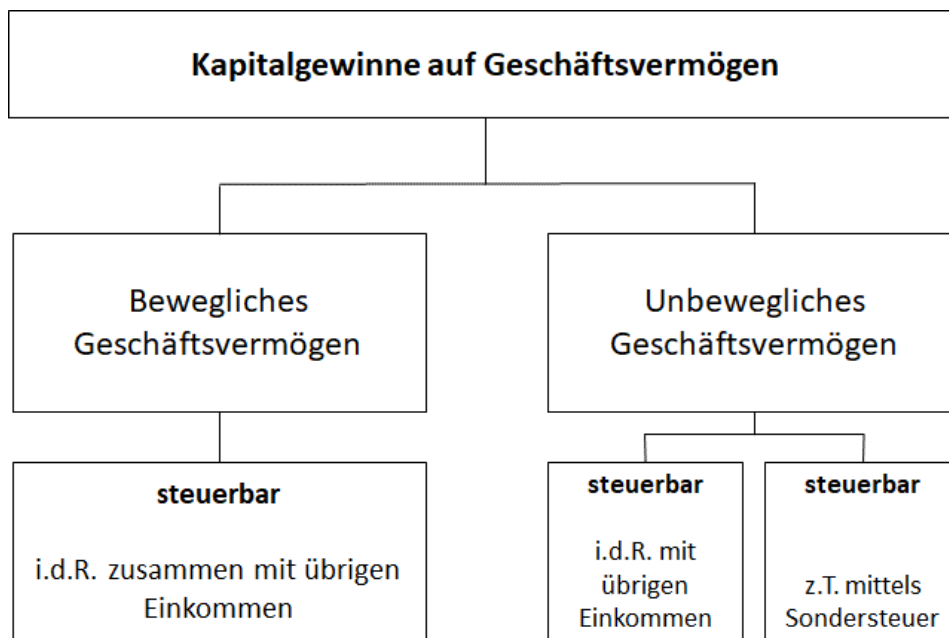 Kapitalgewinne auf Geschäftsvermögen
Bewegliches
Geschäftsvermögen
Unbewegliches
Geschäftsvermögen
steuerbar
i.d.R. zusammen mit übrigen
Einkommen
steuerbar
i.d.R. mit
übrigen
Einkommen
steuerbar
z.T. mittels
Sondersteuer